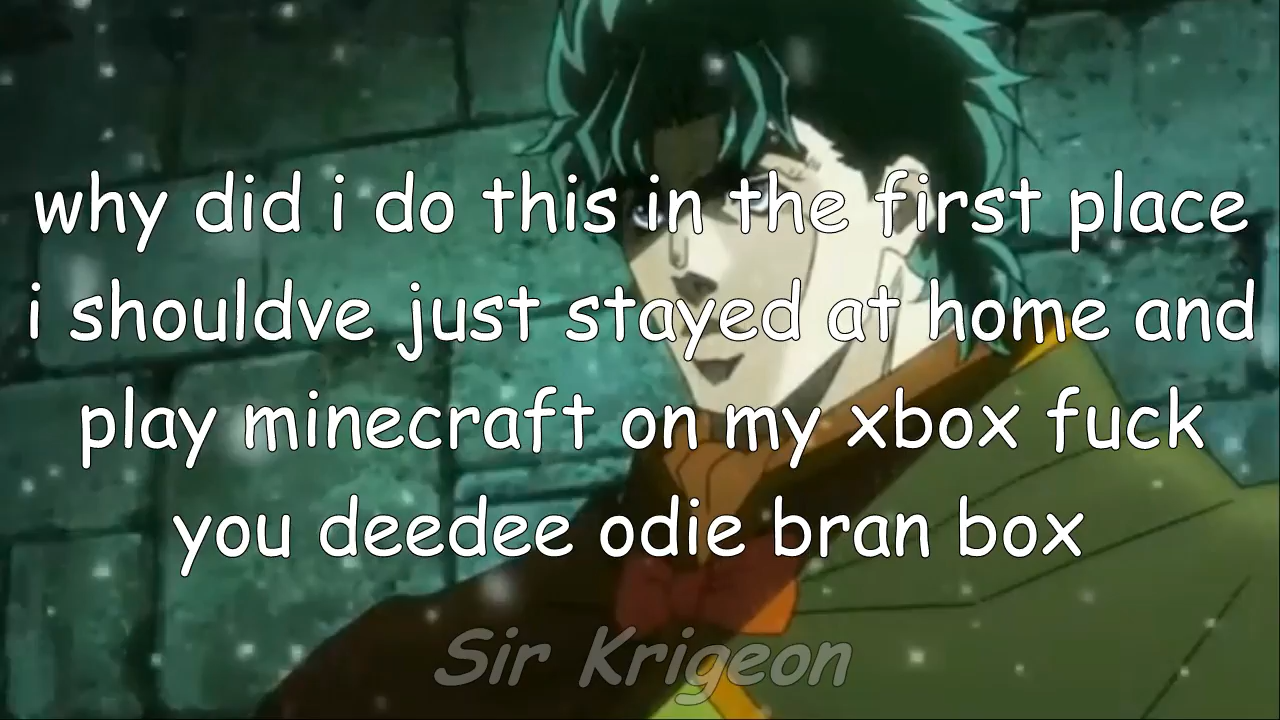 why did i do this in the first place
i shouldve just stayed at home and
play minecraft on my xbox fuck
you deedee odie bran box
Sir Krigeon